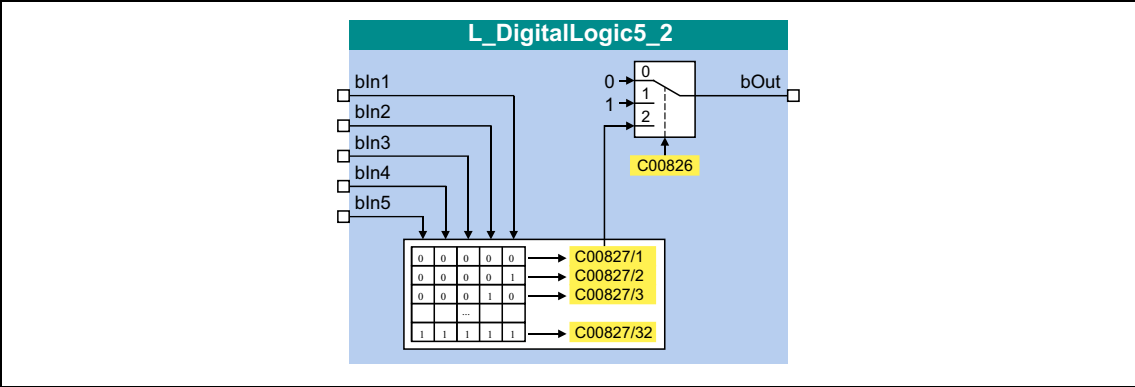 L_DigitalLogic5_2
bIn1
bIn2
bIn3
bIn4
bIn5
0 0
1 1
2
bOut
C00826
0 0 0 0 0 C00827/1
0 0 0 0 1 C00827/2
0 0 0 1 0 C00827/3
...
1 1 1 1 1 C00827/32